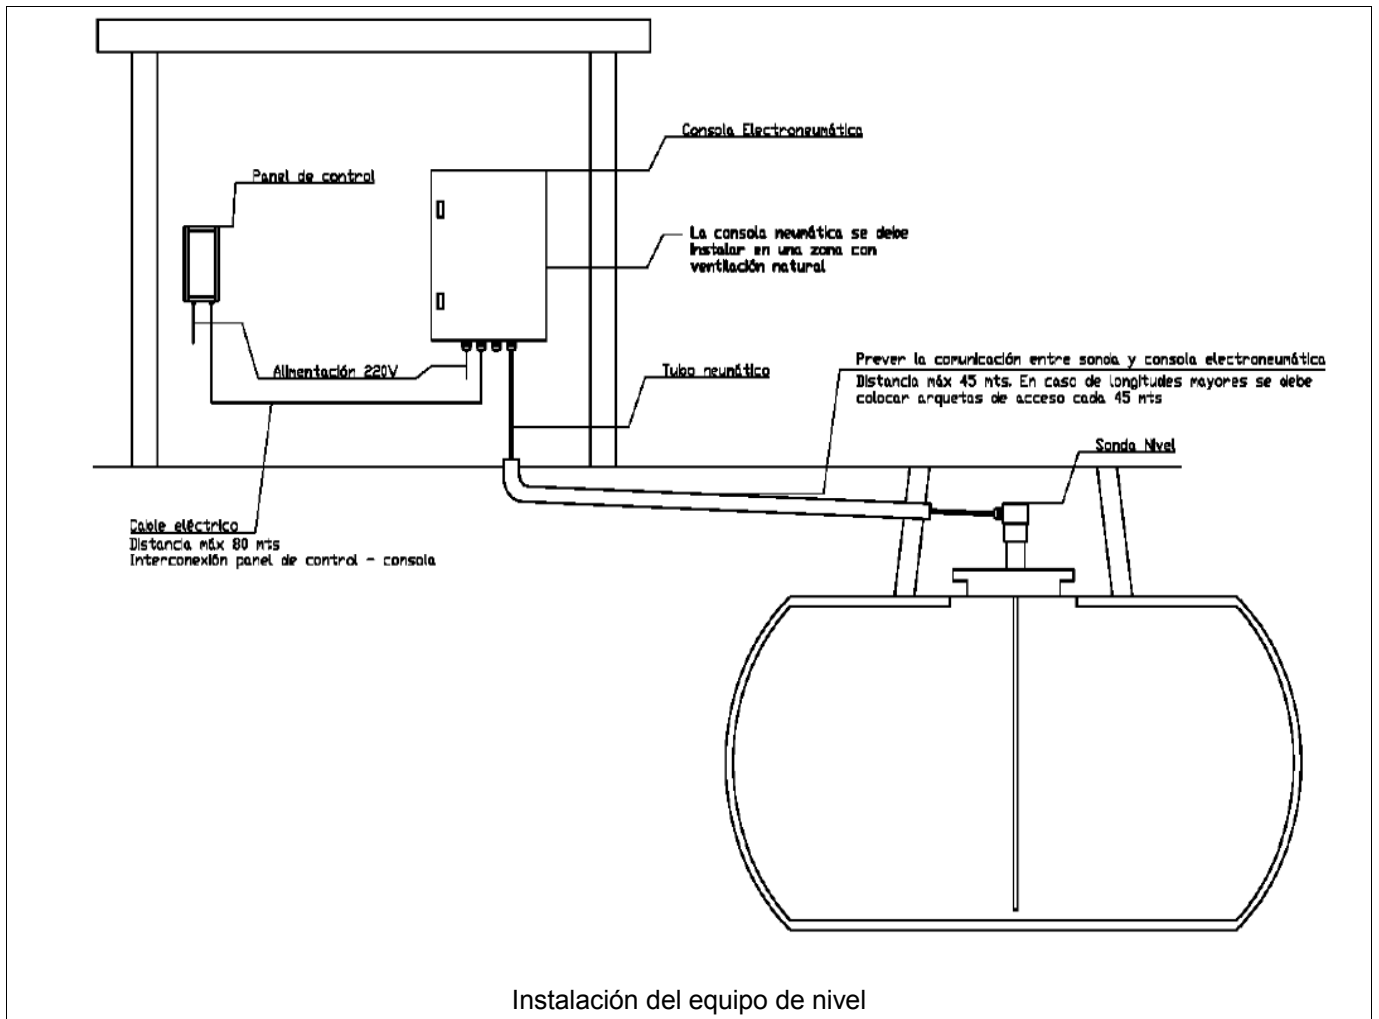 Consola Electroneumática
Panel de control
La consola neumática se debe
instalar en una zona con
ventilación natural
Alimentación 220V
Tubo neumático
Prever la comunicación entre sonda y consola electroneumática
Distancia máx 45 mts. En caso de longitudes mayores se debe
colocar arquetas de acceso cada 45 mts
Sonda Nivel
Cable eléctrico
Distancia máx 80 mts
Interconexión panel de control - consola
Instalación del equipo de nivel